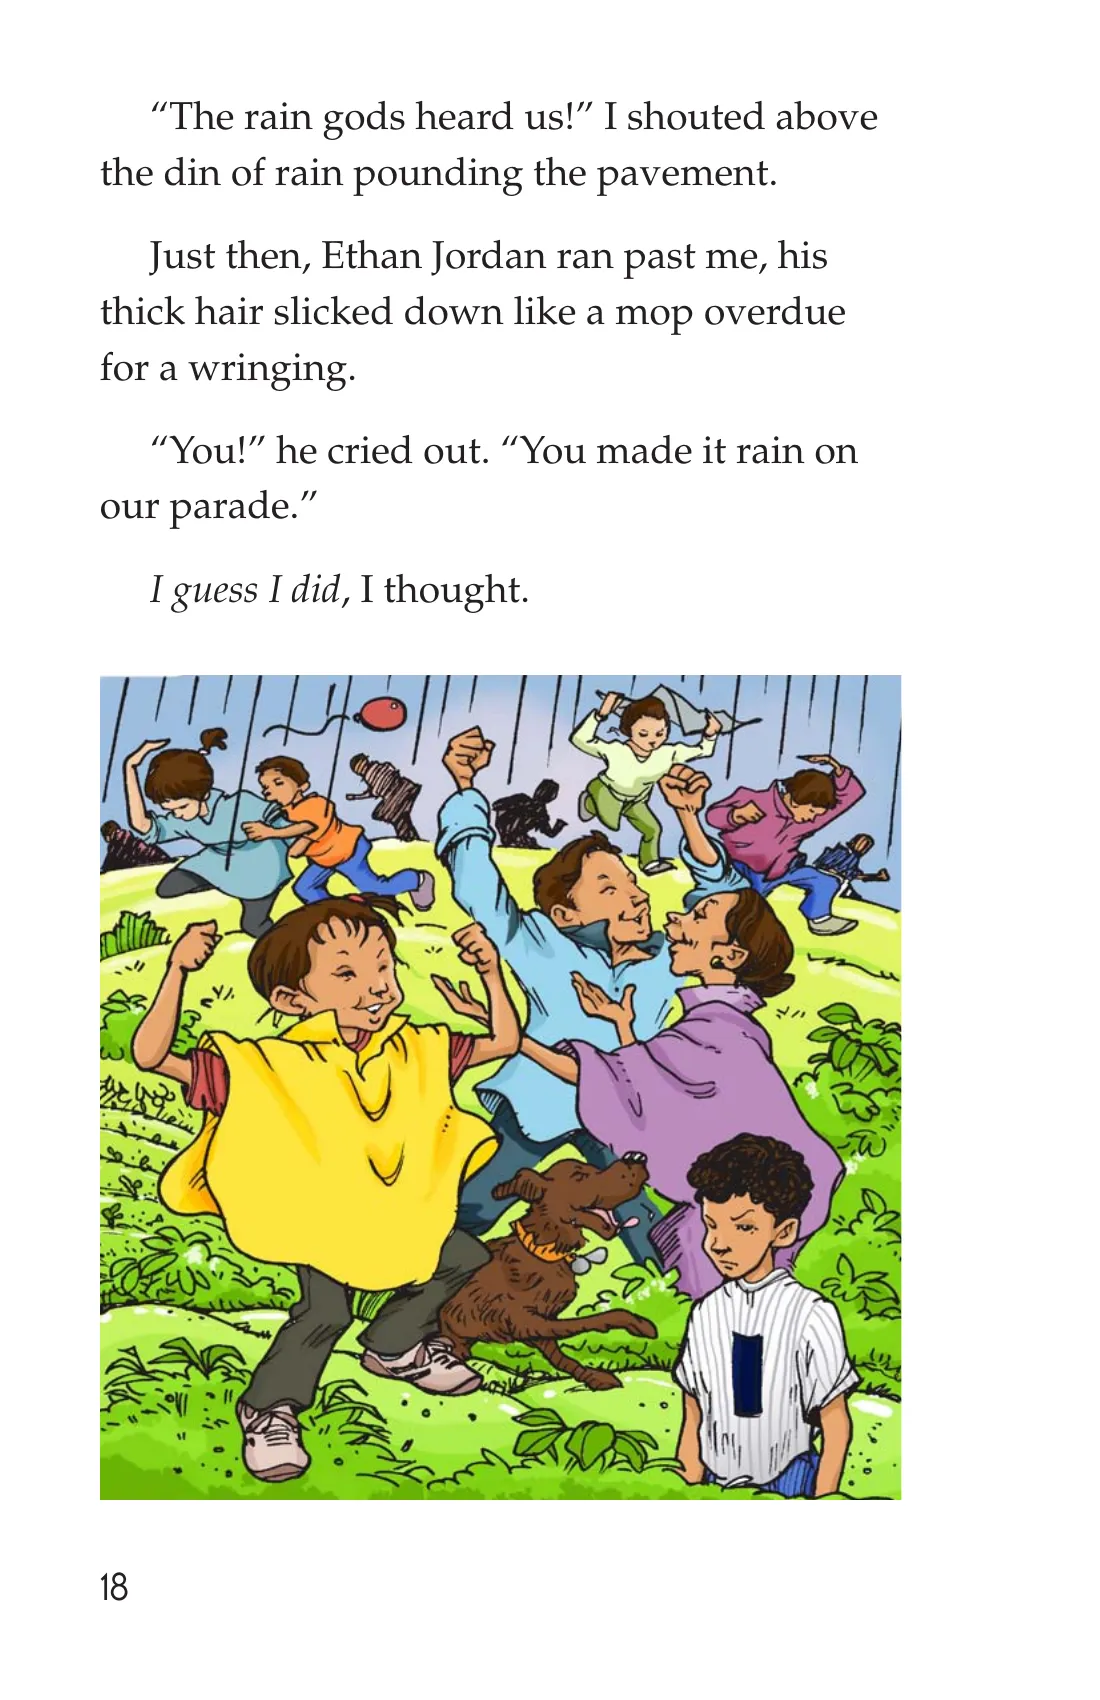 “The rain gods heard us!” I shouted above
the din of rain pounding the pavement.
Just then, Ethan Jordan ran past me, his
thick hair slicked down like a mop overdue
for a wringing.
“You!” he cried out. “You made it rain on
our parade.”
I guess I did, I thought.
18